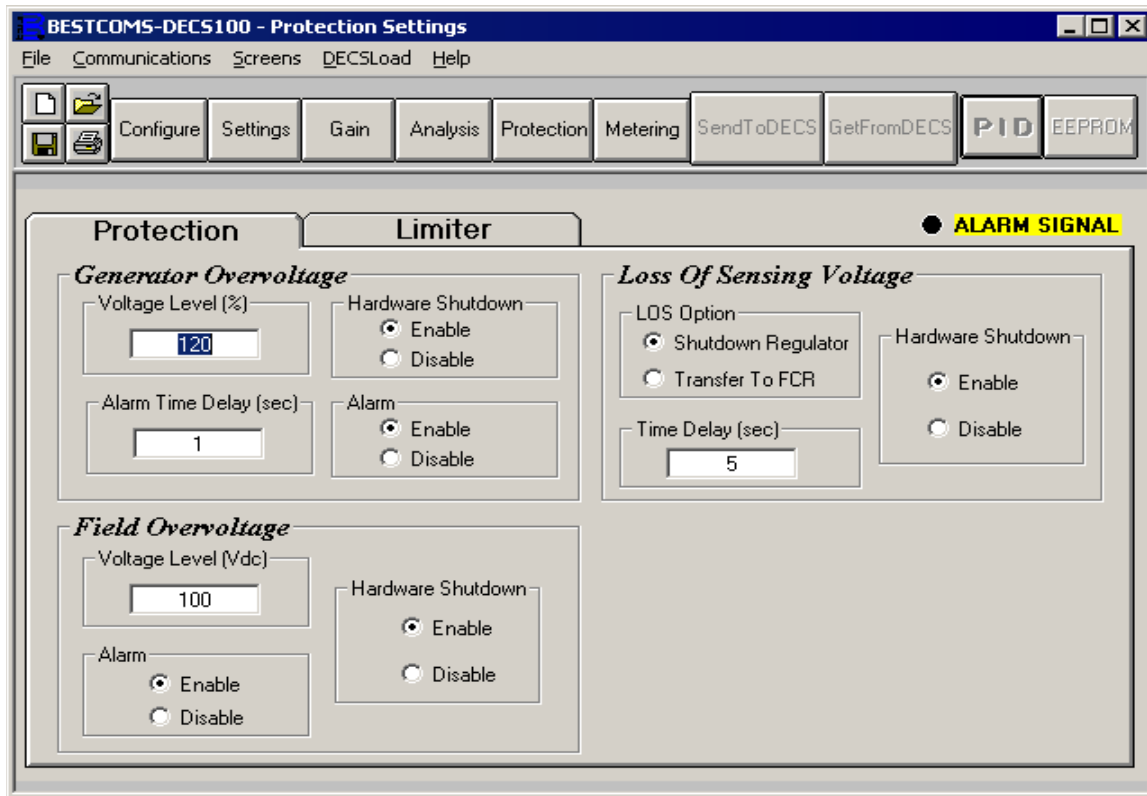 BESTCOMS-DECS100 - Protection Settings
File Communications Screens DECSLoad Help
Configure Settings Gain Analysis Protection Metering SendToDECS GetFromDECS PID EEPROM
Protection Limiter
ALARM SIGNAL
Generator Overvoltage
Voltage Level (%)
120
Hardware Shutdown
Enable
Disable
Alarm Time Delay (sec)
1
Alarm
Enable
Disable
Loss Of Sensing Voltage
LOS Option
Shutdown Regulator
Transfer To FCR
Hardware Shutdown
Enable
Disable
Time Delay (sec)
5
Field Overvoltage
Voltage Level (Vdc)
100
Hardware Shutdown
Enable
Disable
Alarm
Enable
Disable